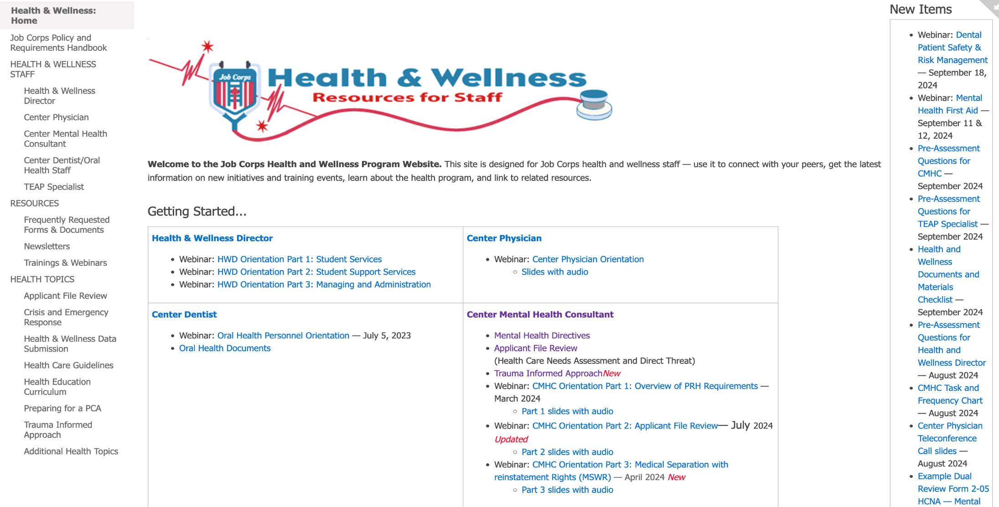 Health & Wellness:
Home
Job Corps Policy and
Requirements Handbook
HEALTH & WELLNESS
STAFF
Health & Wellness
Director
Center Physician
Center Mental Health
Consultant
Center Dentist/Oral
Health Staff
TEAP Specialist
RESOURCES
Frequently Requested
Forms & Documents
Newsletters
Trainings & Webinars
HEALTH TOPICS
Applicant File Review
Crisis and Emergency
Response
Health & Wellness Data
Submission
Health Care Guidelines
Health Education
Curriculum
Preparing for a PCA
Trauma Informed
Approach
Additional Health Topics
Job Corps
Health & Wellness
Resources for Staff
Welcome to the Job Corps Health and Wellness Program Website. This site is designed for Job Corps health and wellness staff — use it to connect with your peers, get the latest
information on new initiatives and training events, learn about the health program, and link to related resources.
Getting Started...
Health & Wellness Director
• Webinar: HWD Orientation Part 1: Student Services
• Webinar: HWD Orientation Part 2: Student Support Services
• Webinar: HWD Orientation Part 3: Managing and Administration
Center Physician
• Webinar: Center Physician Orientation
○ Slides with audio
Center Dentist
• Webinar: Oral Health Personnel Orientation — July 5, 2023
• Oral Health Documents
Center Mental Health Consultant
• Mental Health Directives
• Applicant File Review
(Health Care Needs Assessment and Direct Threat)
• Trauma Informed ApproachNew
• Webinar: CMHC Orientation Part 1: Overview of PRH Requirements —
March 2024
○ Part 1 slides with audio
• Webinar: CMHC Orientation Part 2: Applicant File Review— July 2024
Updated
○ Part 2 slides with audio
• Webinar: CMHC Orientation Part 3: Medical Separation with
reinstatement Rights (MSWR) — April 2024 New
○ Part 3 slides with audio
New Items
• Webinar: Dental
Patient Safety &
Risk Management
— September 18,
2024
• Webinar: Mental
Health First Aid —
September 11 &
12, 2024
• Pre-Assessment
Questions for
CMHC —
September 2024
• Pre-Assessment
Questions for
TEAP Specialist —
September 2024
• Health and
Wellness
Documents and
Materials
Checklist —
September 2024
• Pre-Assessment
Questions for
Health and
Wellness Director
— August 2024
• CMHC Task and
Frequency Chart
— August 2024
• Center Physician
Teleconference
Call slides —
August 2024
• Example Dual
Review Form 2-05
HCNA — Mental